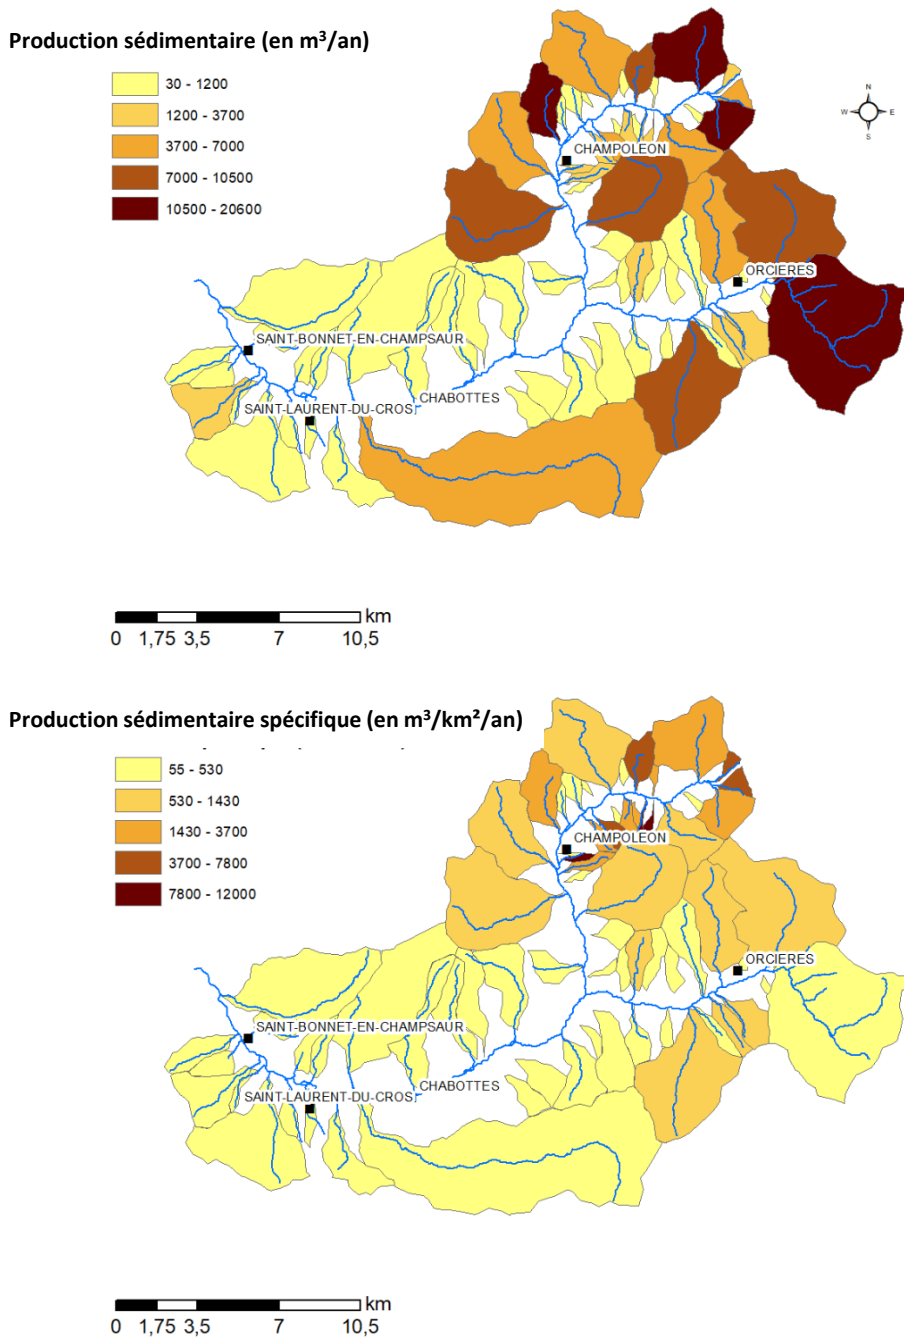 Production sédimentaire (en m³/an)
30 - 1200
1200 - 3700
3700 - 7000
7000 - 10500
10500 - 20600
N
W E
S
CHAMPOLEON
ORCIERES
SAINT-BONNET-EN-CHAMPSAUR
CHABOTTES
SAINT-LAURENT-DU-CROS
km
0 1,75 3,5 7 10,5
Production sédimentaire spécifique (en m³/km²/an)
55 - 530
530 - 1430
1430 - 3700
3700 - 7800
7800 - 12000
CHAMPOLEON
ORCIERES
SAINT-BONNET-EN-CHAMPSAUR
CHABOTTES
SAINT-LAURENT-DU-CROS
km
0 1,75 3,5 7 10,5